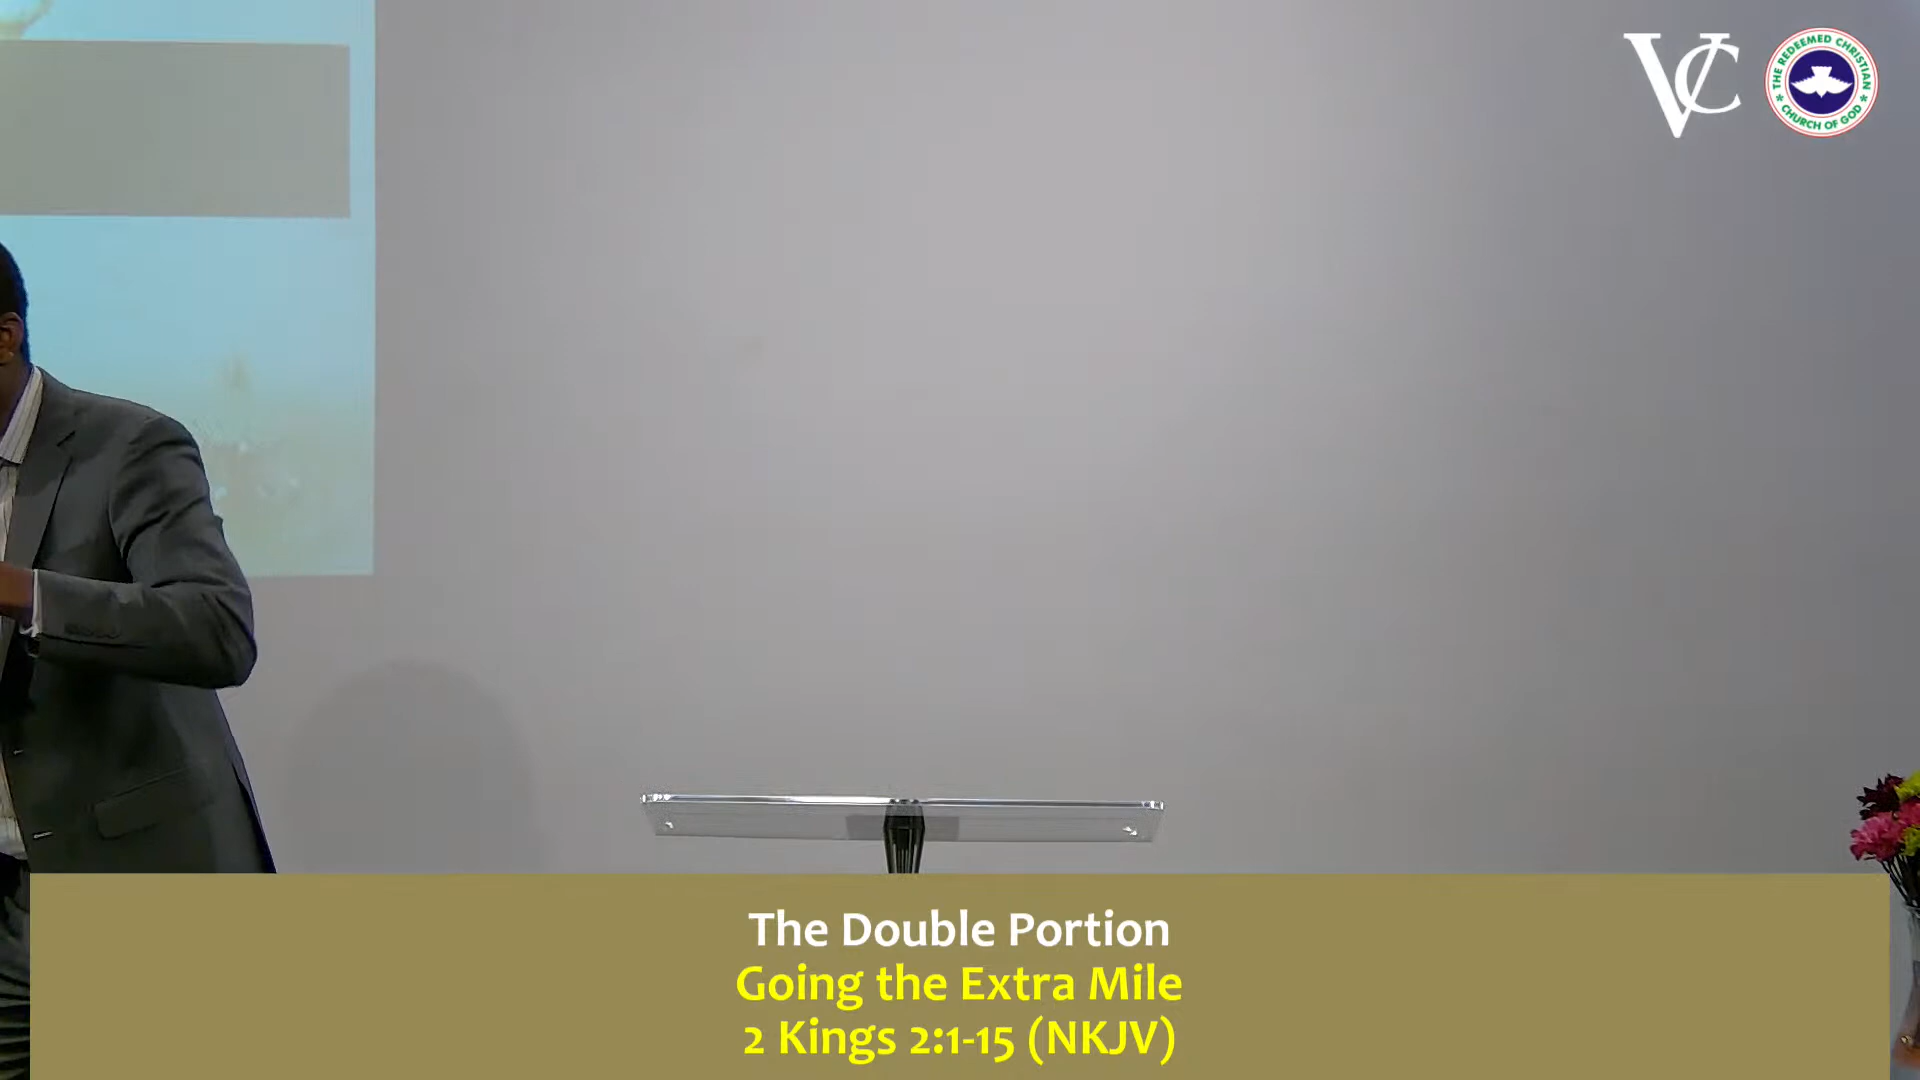 VC
THE REDEEMED CHRISTIAN
CHURCH OF GOD
The Double Portion
Going the Extra Mile
2 Kings 2:1-15 (NKJV)